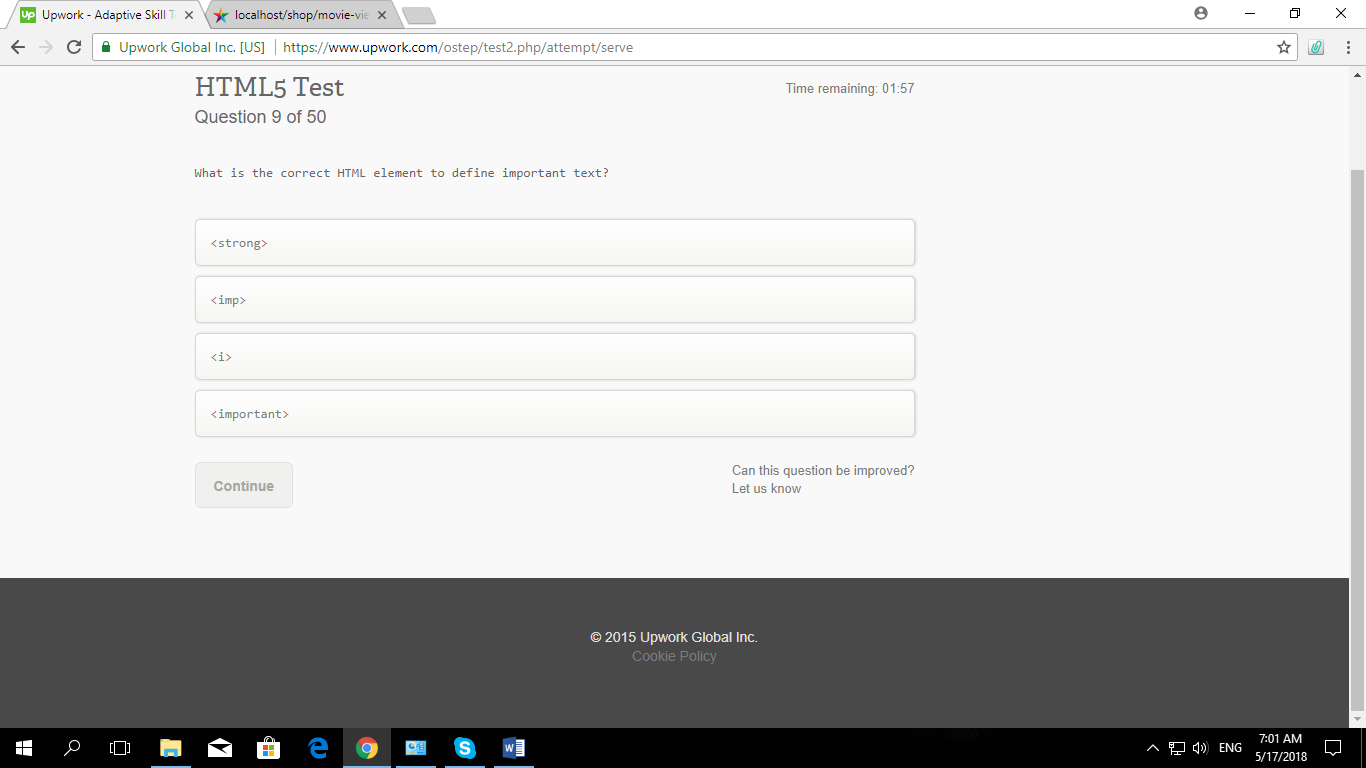 Upwork - Adaptive Skill T
localhost/shop/movie-vie
Upwork Global Inc. [US]
https://www.upwork.com/ostep/test2.php/attempt/serve
HTML5 Test
Time remaining: 01:57
Question 9 of 50
What is the correct HTML element to define important text?
<strong>
<imp>
<i>
<important>
Continue
Can this question be improved?
Let us know
© 2015 Upwork Global Inc.
Cookie Policy
ENG
7:01 AM
5/17/2018